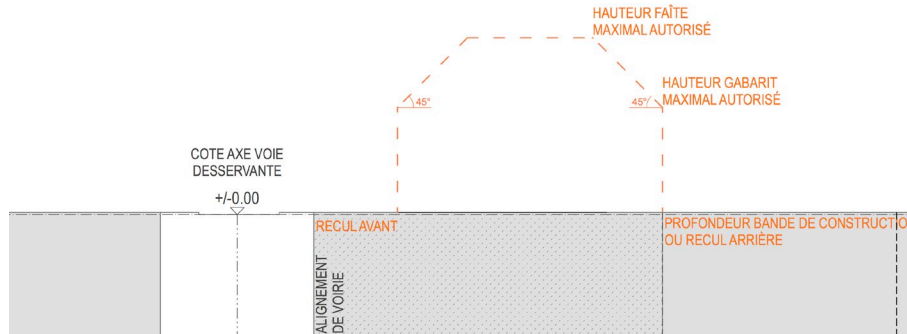 HAUTEUR FAÎTE
MAXIMAL AUTORISÉ
HAUTEUR GABARIT
MAXIMAL AUTORISÉ
45°
45°
COTE AXE VOIE
DESSERVANTE
+/-0.00
RECUL AVANT
PROFONDEUR BANDE DE CONSTRUCTIO
OU RECUL ARRIÈRE
ALIGNEMENT
DE VOIRIE